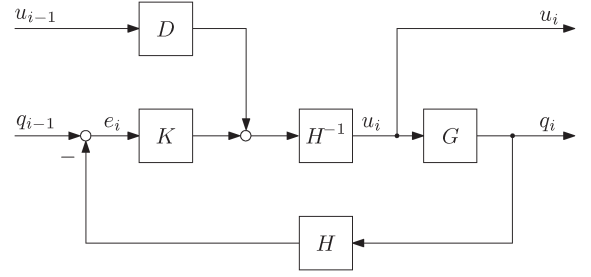 u_{i-1}
D
u_i
q_{i-1}
e_i
K
H^{-1}
u_i
G
q_i
−
H